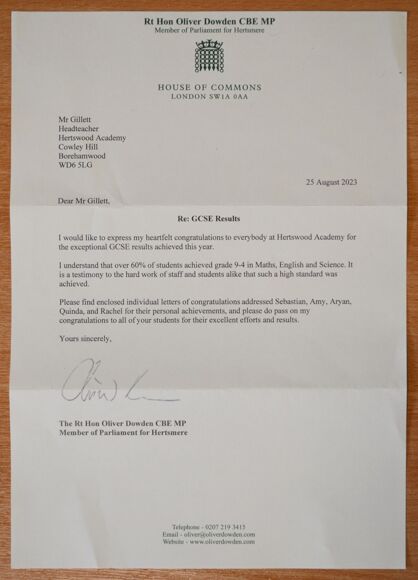 Rt Hon Oliver Dowden CBE MP
Member of Parliament for Hertsmere
HOUSE OF COMMONS
LONDON SW1A 0AA
Mr Gillett
Headteacher
Hertswood Academy
Cowley Hill
Borehamwood
WD6 5LG
25 August 2023
Dear Mr Gillett,
Re: GCSE Results
I would like to express my heartfelt congratulations to everybody at Hertswood Academy for
the exceptional GCSE results achieved this year.
I understand that over 60% of students achieved grade 9-4 in Maths, English and Science. It
is a testimony to the hard work of staff and students alike that such a high standard was
achieved.
Please find enclosed individual letters of congratulations addressed Sebastian, Amy, Aryan,
Quinda, and Rachel for their personal achievements, and please do pass on my
congratulations to all of your students for their excellent efforts and results.
Yours sincerely,
The Rt Hon Oliver Dowden CBE MP
Member of Parliament for Hertsmere
Telephone - 0207 219 3415
Email - oliver@oliverdowden.com
Website - www.oliverdowden.com